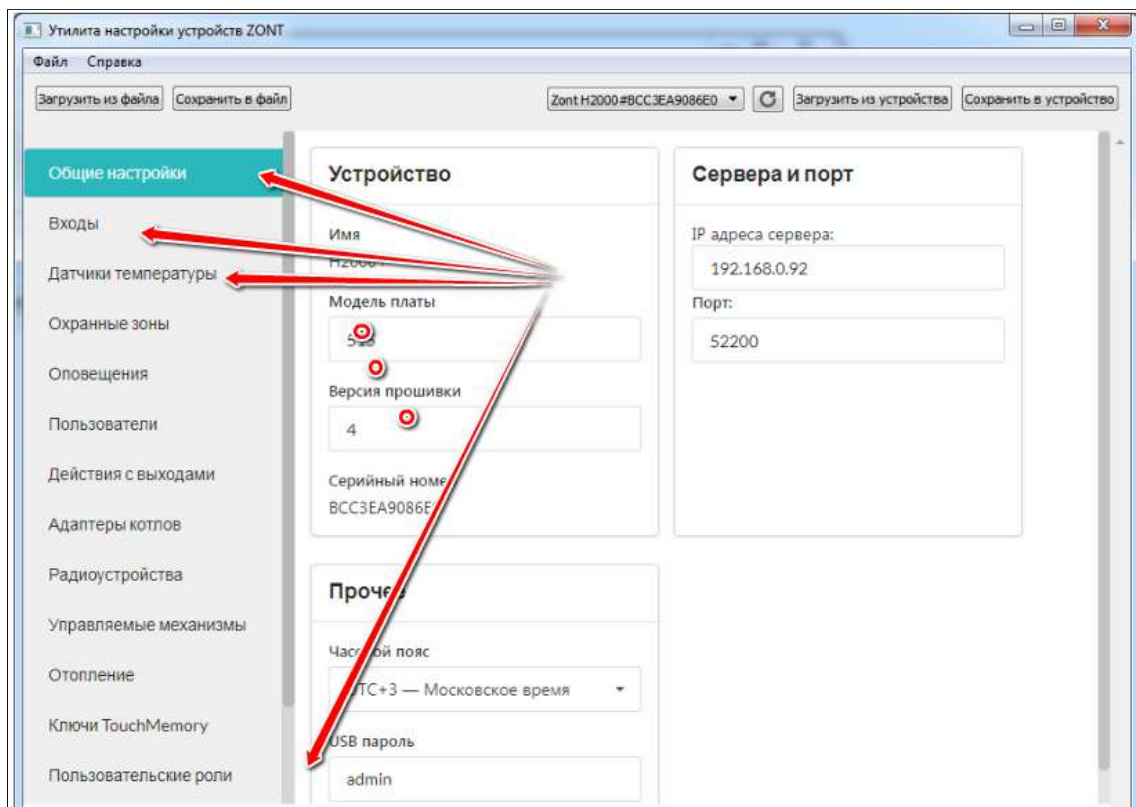 Утилита настройки устройств ZONT
Файл Справка
Загрузить из файла Сохранить в файл Zont H2000 #BCC3EA9086E0 Загрузить из устройства Сохранить в устройство
Общие настройки
Входы
Датчики температуры
Охранные зоны
Оповещения
Пользователи
Действия с выходами
Адаптеры котлов
Радиоустройства
Управляемые механизмы
Отопление
Ключи TouchMemory
Пользовательские роли
Устройство
Имя
Модель платы
Версия прошивки
4
Серийный номе
BCC3EA9086E
Сервера и порт
IP адреса сервера:
192.168.0.92
Порт:
52200
Прочее
Часовой пояс
UTC+3 — Московское время
USB пароль
admin